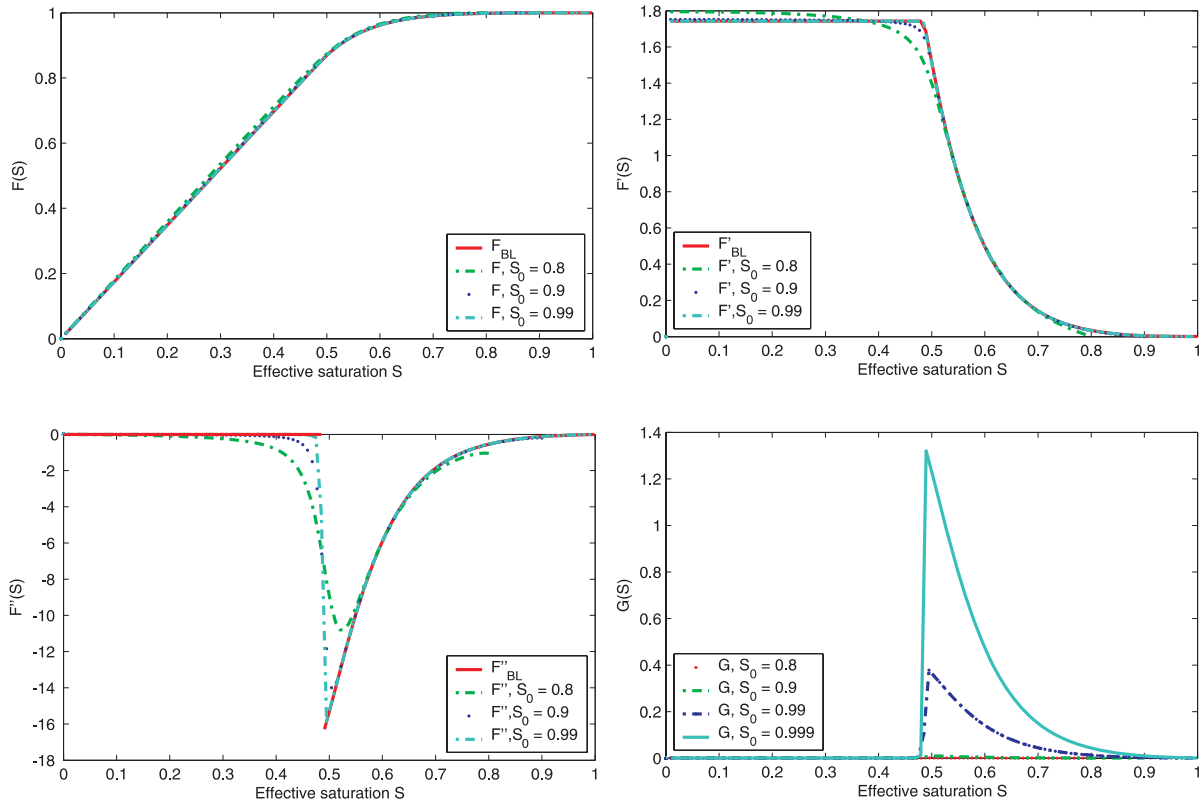 1
0.8
0.6
0.4
0.2
0
F(S)
0 0.1 0.2 0.3 0.4 0.5 0.6 0.7 0.8 0.9 1
Effective saturation S
F_BL
F, S_0 = 0.8
F, S_0 = 0.9
F, S_0 = 0.99
1.8
1.6
1.4
1.2
1
0.8
0.6
0.4
0.2
0
F'(S)
0 0.1 0.2 0.3 0.4 0.5 0.6 0.7 0.8 0.9 1
Effective saturation S
F'_BL
F', S_0 = 0.8
F', S_0 = 0.9
F',S_0 = 0.99
0
-2
-4
-6
-8
-10
-12
-14
-16
-18
F''(S)
0 0.1 0.2 0.3 0.4 0.5 0.6 0.7 0.8 0.9 1
Effective saturation S
F''_BL
F'', S_0 = 0.8
F'',S_0 = 0.9
F'',S_0 = 0.99
1.4
1.2
1
0.8
0.6
0.4
0.2
0
G(S)
0 0.1 0.2 0.3 0.4 0.5 0.6 0.7 0.8 0.9 1
Effective saturation S
G, S_0 = 0.8
G, S_0 = 0.9
G, S_0 = 0.99
G, S_0 = 0.999